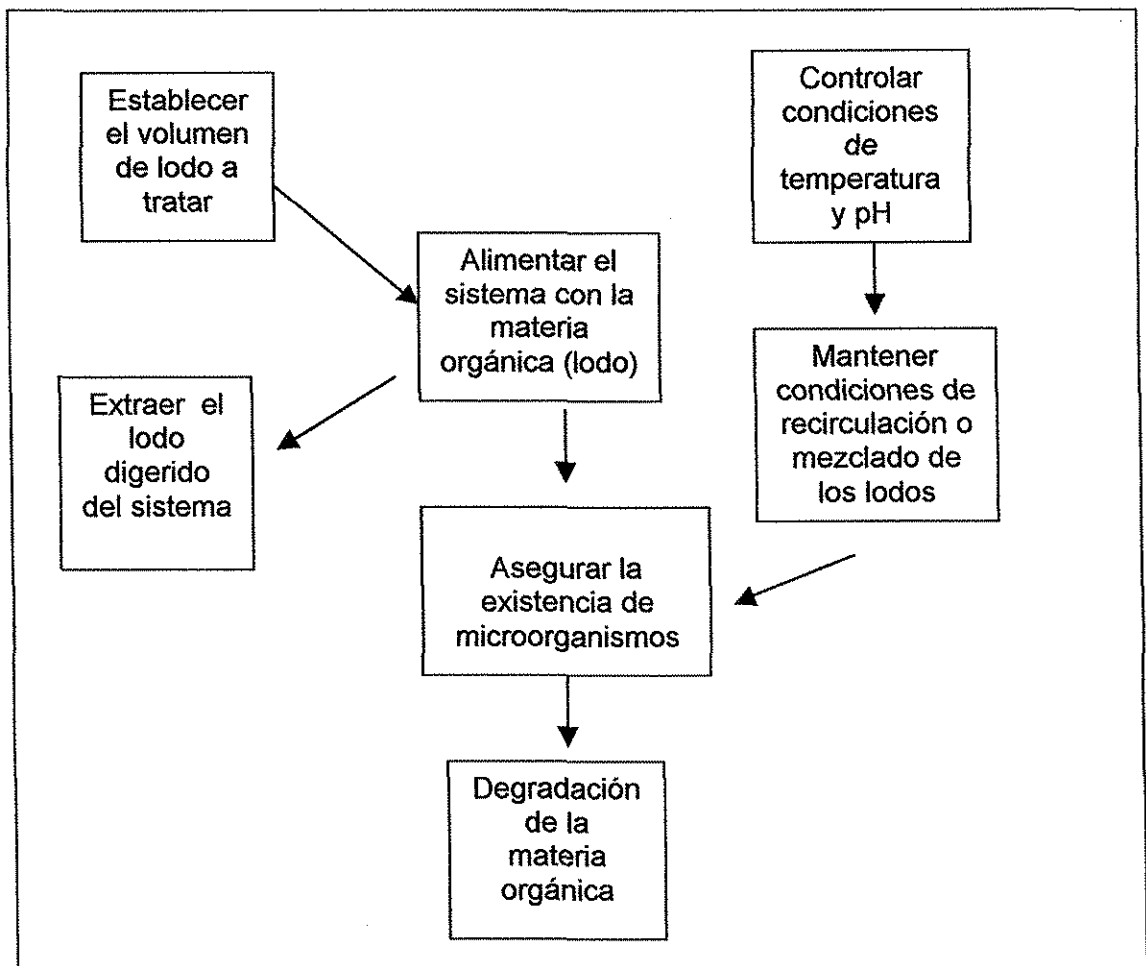 Establecer
el volumen
de lodo a
tratar
Controlar
condiciones
de
temperatura
y pH
Alimentar el
sistema con la
materia
orgánica (lodo)
Extraer el
lodo
digerido
del sistema
Mantener
condiciones de
recirculación o
mezclado de
los lodos
Asegurar la
existencia de
microorganismos
Degradación
de la
materia
orgánica